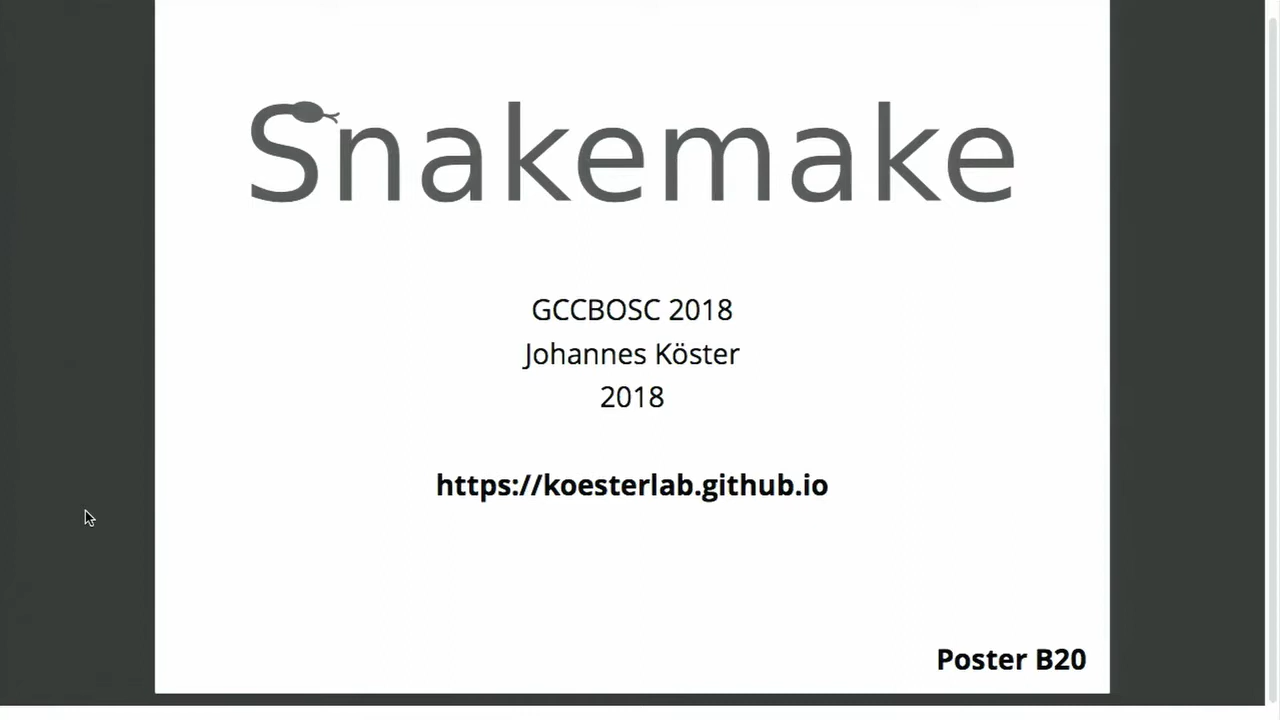 Snakemake
GCCBOSC 2018
Johannes Köster
2018
https://koesterlab.github.io
Poster B20